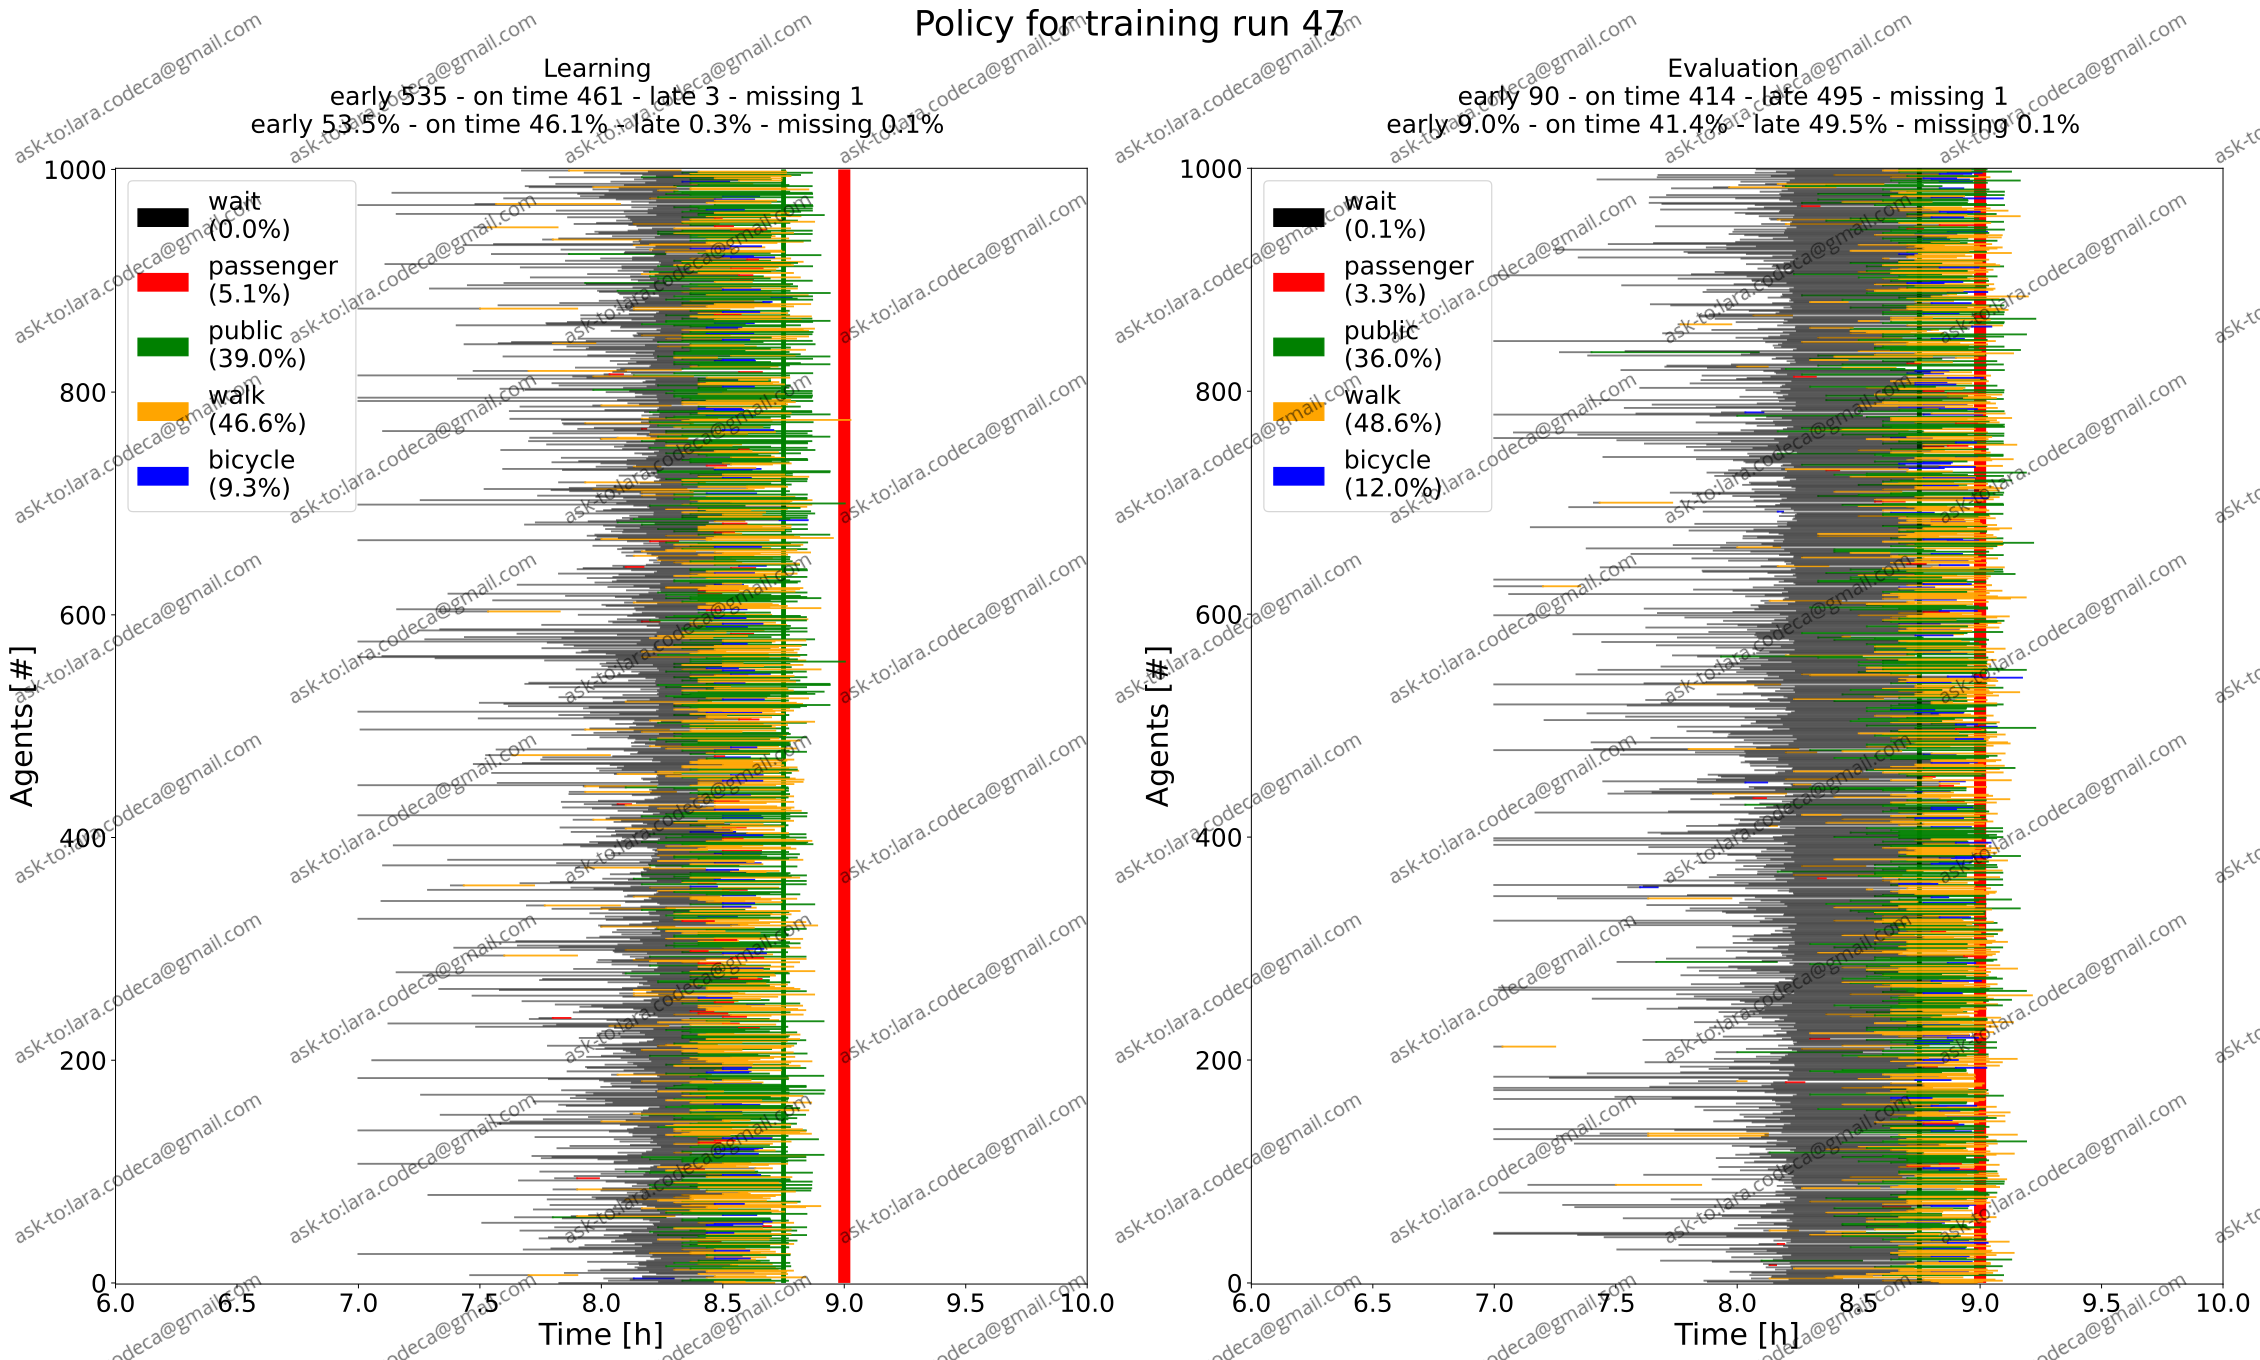 Policy for training run 47
Learning
early 535 - on time 461 - late 3 - missing 1
early 53.5% - on time 46.1% - late 0.3% - missing 0.1%
1000
800
600
400
200
0
Agents [#]
wait
(0.0%)
passenger
(5.1%)
public
(39.0%)
walk
(46.6%)
bicycle
(9.3%)
6.0 6.5 7.0 7.5 8.0 8.5 9.0 9.5 10.0
Time [h]
Evaluation
early 90 - on time 414 - late 495 - missing 1
early 9.0% - on time 41.4% - late 49.5% - missing 0.1%
1000
800
600
400
200
0
Agents [#]
wait
(0.1%)
passenger
(3.3%)
public
(36.0%)
walk
(48.6%)
bicycle
(12.0%)
6.0 6.5 7.0 7.5 8.0 8.5 9.0 9.5 10.0
Time [h]
ask-to:lara.codeca@gmail.com